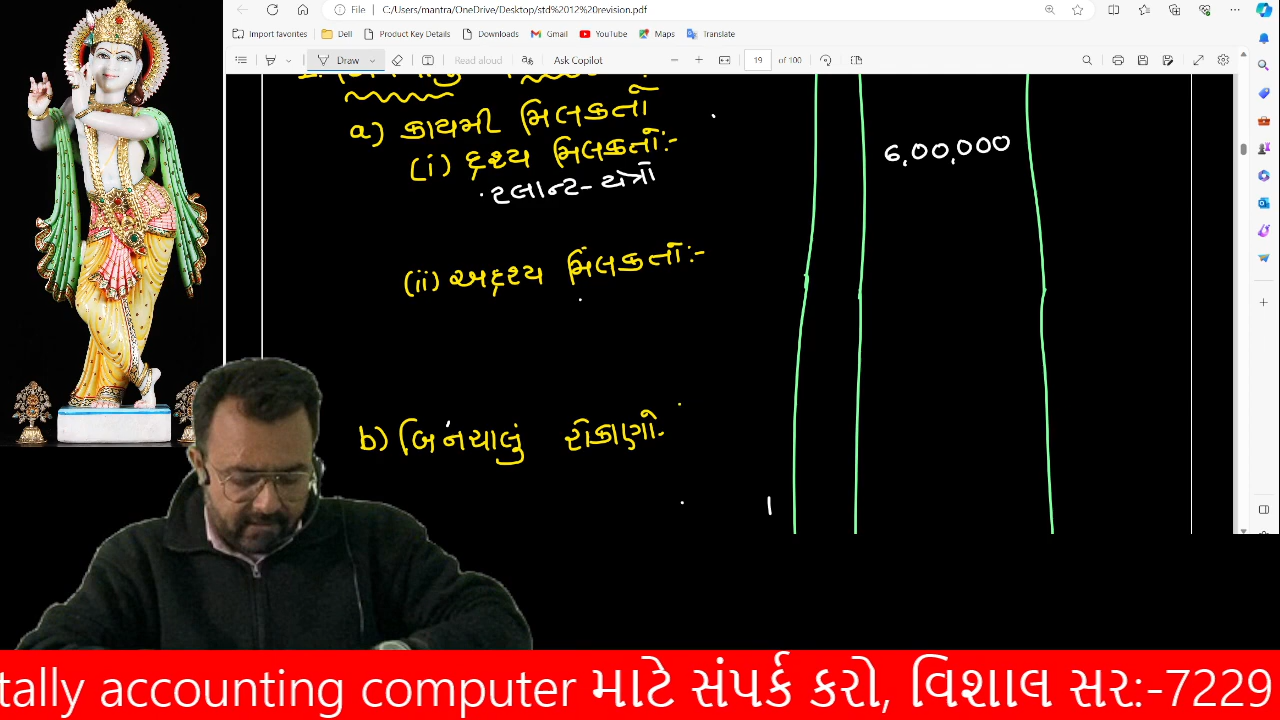 File
C:/Users/mantra/OneDrive/Desktop/std%2012%20revision.pdf
Import favorites Dell Product Key Details Downloads Gmail YouTube Maps Translate
Draw Read aloud Ask Copilot 19 of 100
a) કાયમી મિલકતો
(i) દ્રશ્ય મિલકતો:-
6,00,000
પ્લાન્ટ-યંત્રો
(ii) અદ્રશ્ય મિલકતો:-
b) બિનચાલું રોકાણો.
tally accounting computer માટે સંપર્ક કરો, વિશાલ સર:-7229